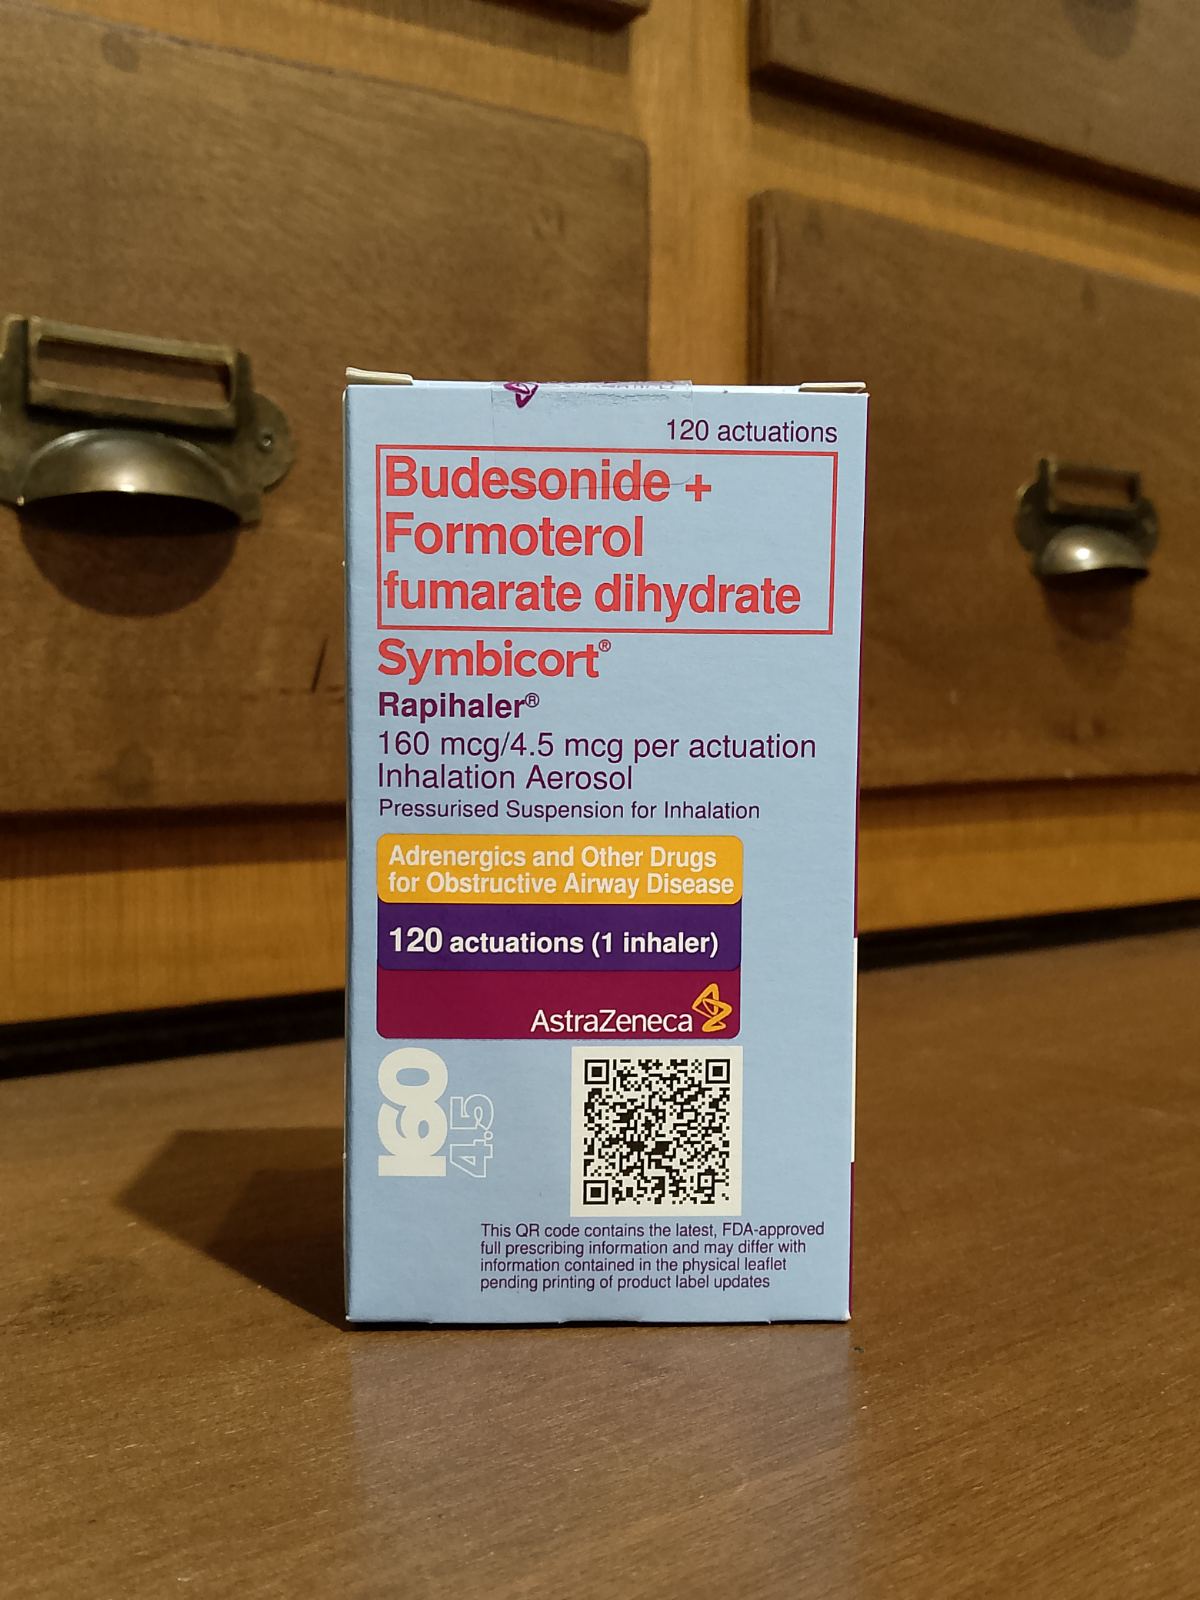 120 actuations
Budesonide +
Formoterol
fumarate dihydrate
Symbicort®
Rapihaler®
160 mcg/4.5 mcg per actuation
Inhalation Aerosol
Pressurised Suspension for Inhalation
Adrenergics and Other Drugs
for Obstructive Airway Disease
120 actuations (1 inhaler)
AstraZeneca
160
4.5
This QR code contains the latest, FDA-approved
full prescribing information and may differ with
information contained in the physical leaflet
pending printing of product label updates